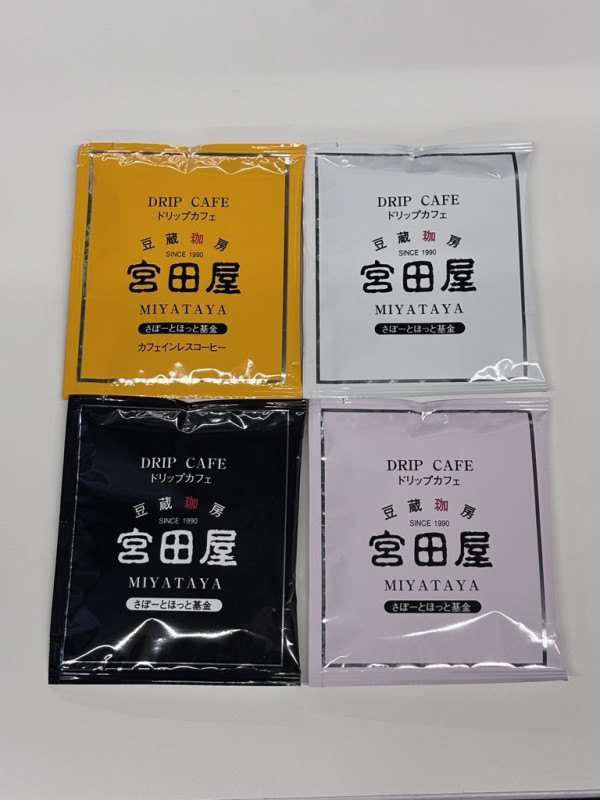 DRIP CAFE
ドリップカフェ
豆蔵珈房
SINCE 1990
宮田屋
MIYATAYA
さぽーとほっと基金
カフェインレスコーヒー
DRIP CAFE
ドリップカフェ
豆蔵珈房
SINCE 1990
宮田屋
MIYATAYA
さぽーとほっと基金
DRIP CAFE
ドリップカフェ
豆蔵珈房
SINCE 1990
宮田屋
MIYATAYA
さぽーとほっと基金
DRIP CAFE
ドリップカフェ
豆蔵珈房
SINCE 1990
宮田屋
MIYATAYA
さぽーとほっと基金